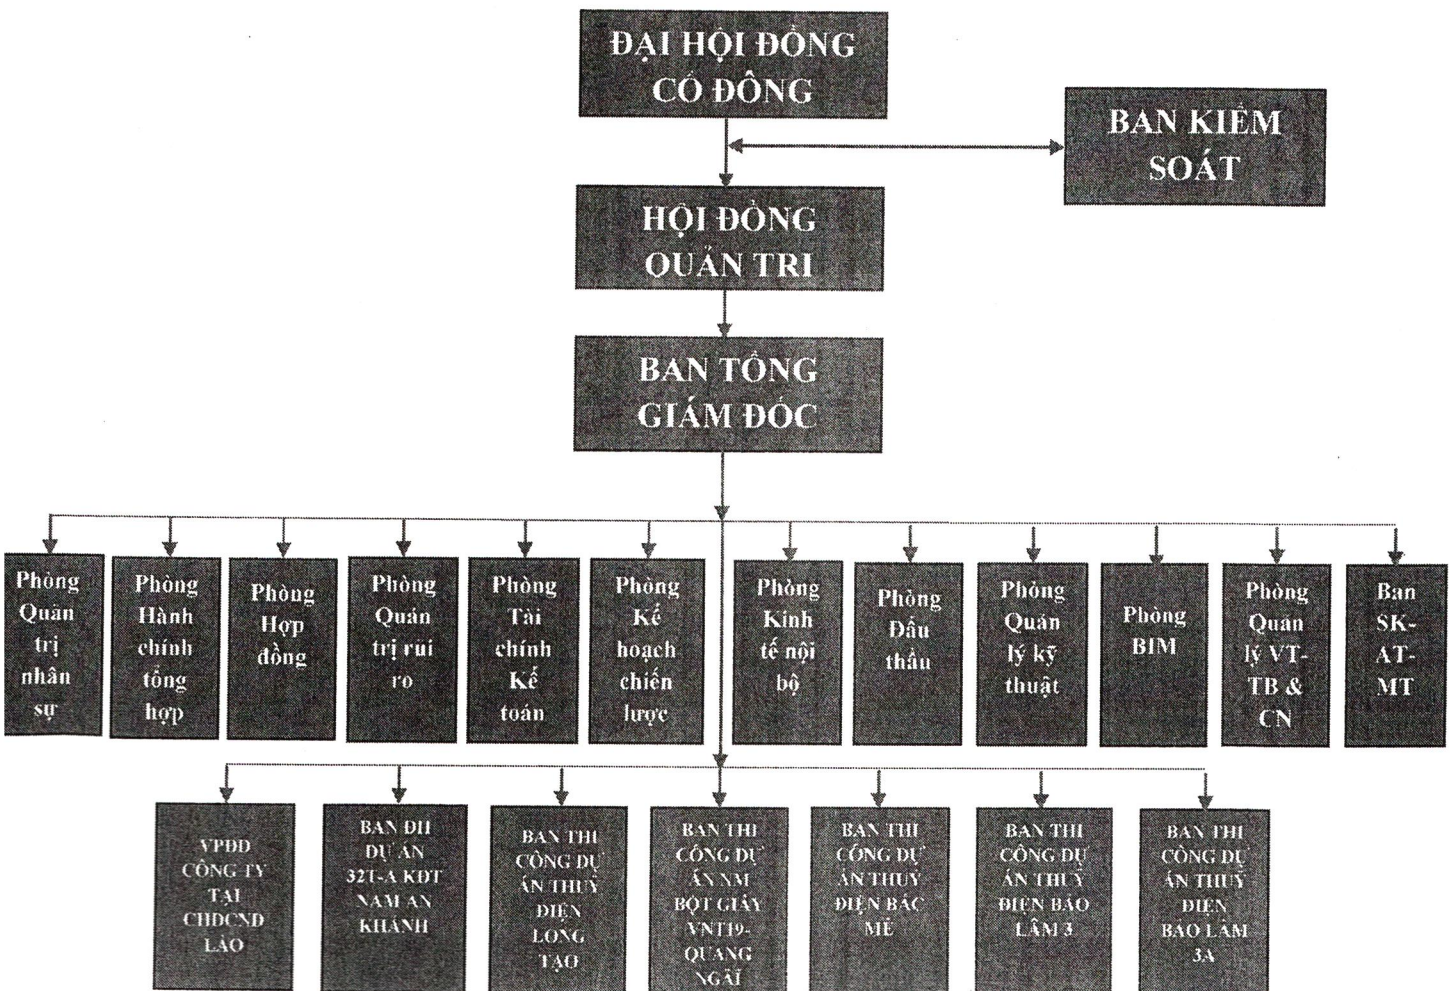 ĐẠI HỘI ĐỒNG
CỔ ĐÔNG
BAN KIỂM
SOÁT
HỘI ĐỒNG
QUẢN TRI
BAN TỔNG
GIÁM ĐỐC
Phòng
Quản
trị
nhân
sự
Phòng
Hành
chính
tổng
hợp
Phòng
Hợp
đồng
Phòng
Quản
trị rủi
ro
Phòng
Tài
chính
Kế
toán
Phòng
Kế
hoạch
chiến
lược
Phòng
Kinh
tế nội
bộ
Phòng
Đấu
thầu
Phòng
Quản
lý kỹ
thuật
Phòng
BIM
Phòng
Quản
lý VT-
TB &
CN
Ban
SK-
AT-
MT
VPĐD
CÔNG TY
TẠI
CHDCND
LÀO
BAN ĐH
DỰ ÁN
32T-A KĐT
NAM AN
KHÁNH
BAN THI
CÔNG DỰ
ÁN THUỶ
ĐIỆN
LONG
TẠO
BAN THI
CÔNG DỰ
ÁN NM
BỘT GIẤY
VNT19-
QUANG
NGÃI
BAN THI
CÔNG DỰ
ÁN THUỶ
ĐIỆN BẮC
MÊ
BAN THI
CÔNG DỰ
ÁN THUỶ
ĐIỆN BẢO
LÂM 3
BAN THI
CÔNG DỰ
ÁN THUỶ
ĐIỆN
BẢO LÂM
3A